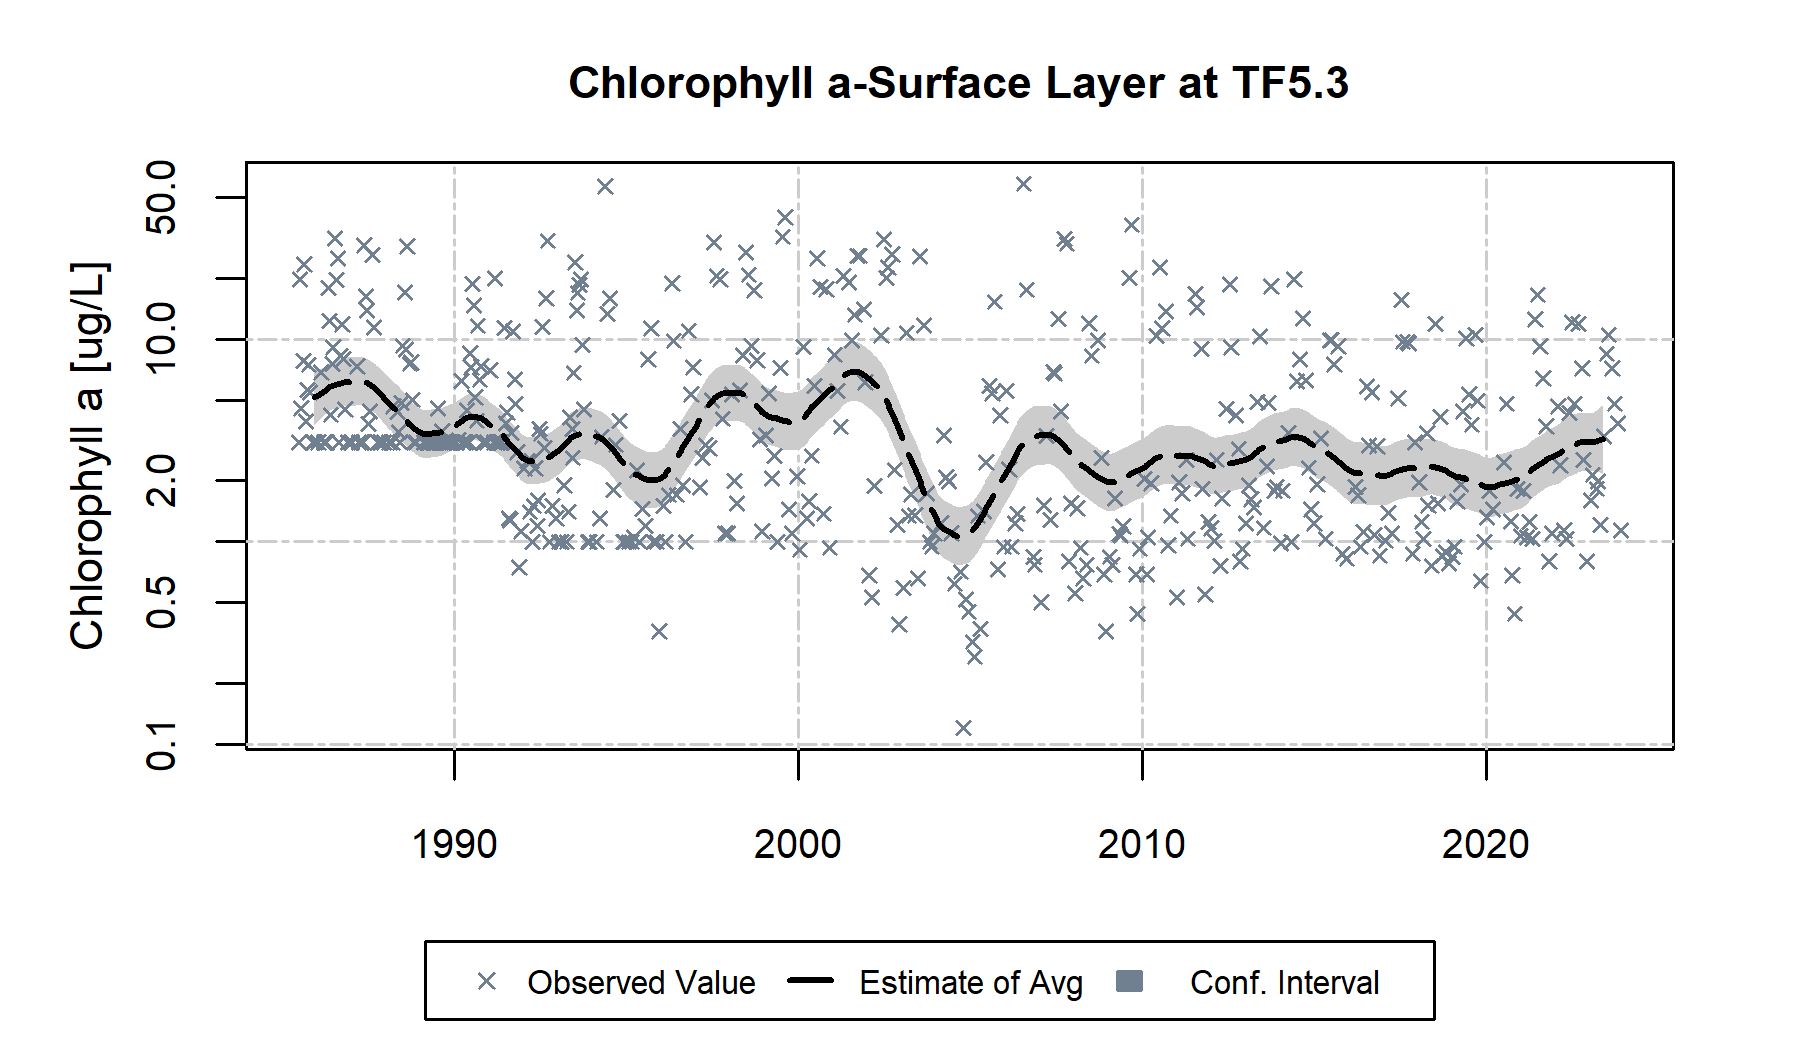 Chlorophyll a-Surface Layer at TF5.3
Chlorophyll a [ug/L]
50.0
10.0
2.0
0.5
0.1
1990 2000 2010 2020
Observed Value Estimate of Avg Conf. Interval